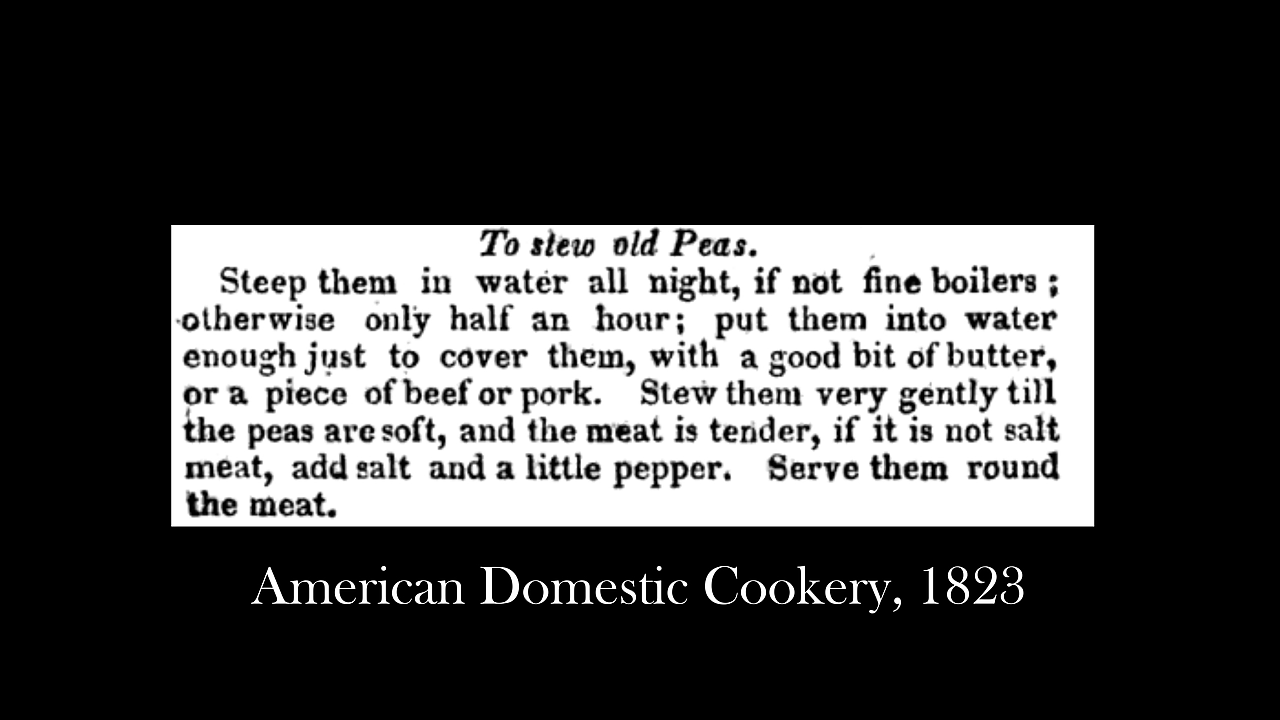 To stew old Peas.
Steep them in water all night, if not fine boilers ;
otherwise only half an hour; put them into water
enough just to cover them, with a good bit of butter,
or a piece of beef or pork. Stew them very gently till
the peas are soft, and the meat is tender, if it is not salt
meat, add salt and a little pepper. Serve them round
the meat.
American Domestic Cookery, 1823